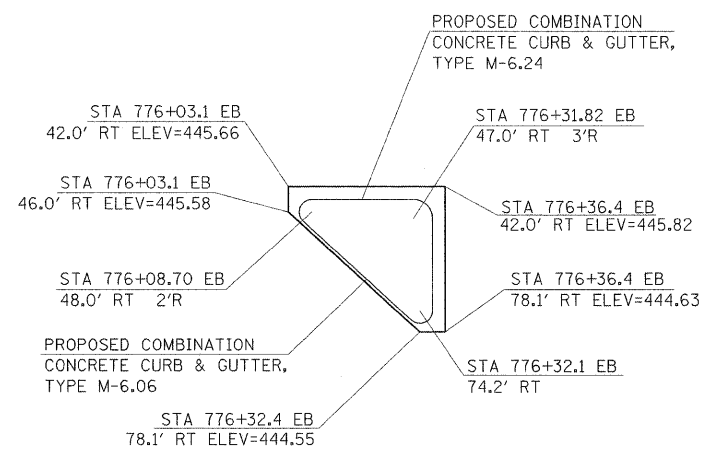 PROPOSED COMBINATION
CONCRETE CURB & GUTTER,
TYPE M-6.24
STA 776+03.1 EB
42.0' RT ELEV=445.66
STA 776+31.82 EB
47.0' RT 3'R
STA 776+03.1 EB
46.0' RT ELEV=445.58
STA 776+36.4 EB
42.0' RT ELEV=445.82
STA 776+08.70 EB
48.0' RT 2'R
STA 776+36.4 EB
78.1' RT ELEV=444.63
PROPOSED COMBINATION
CONCRETE CURB & GUTTER,
TYPE M-6.06
STA 776+32.1 EB
74.2' RT
STA 776+32.4 EB
78.1' RT ELEV=444.55